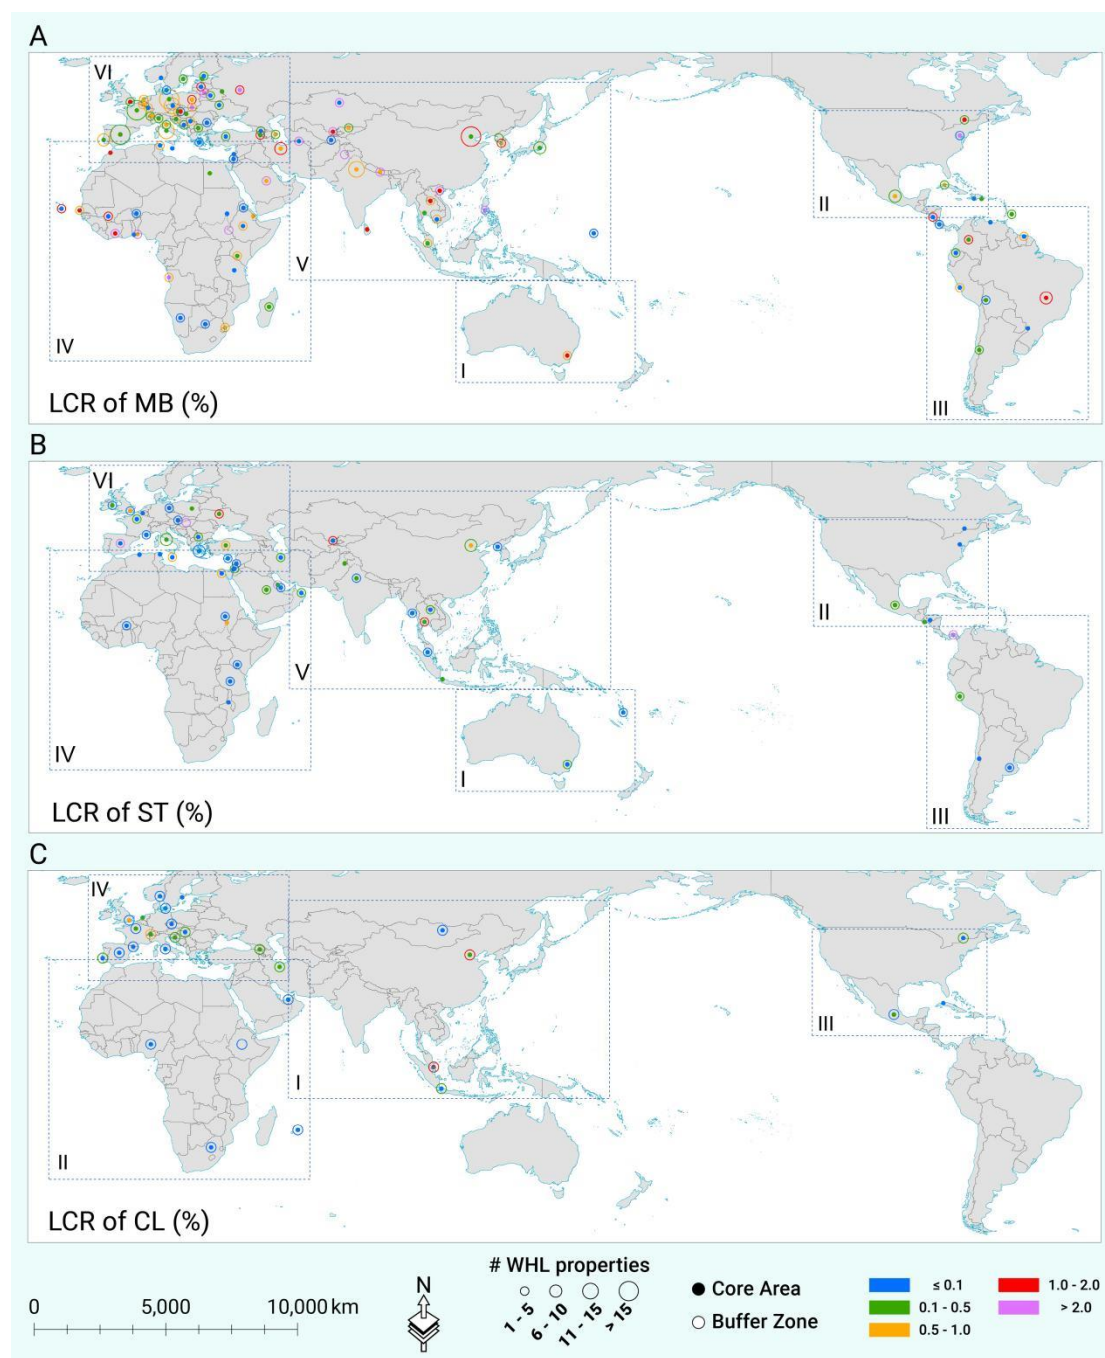 A
VI
II
V
IV
I
III
LCR of MB (%)
B
VI
II
V
IV
I
III
LCR of ST (%)
C
IV
III
I
II
LCR of CL (%)
# WHL properties
1 - 5
6 - 10
11 - 15
> 15
N
0 5,000 10,000 km
Core Area
Buffer Zone
≤ 0.1
0.1 - 0.5
0.5 - 1.0
1.0 - 2.0
> 2.0